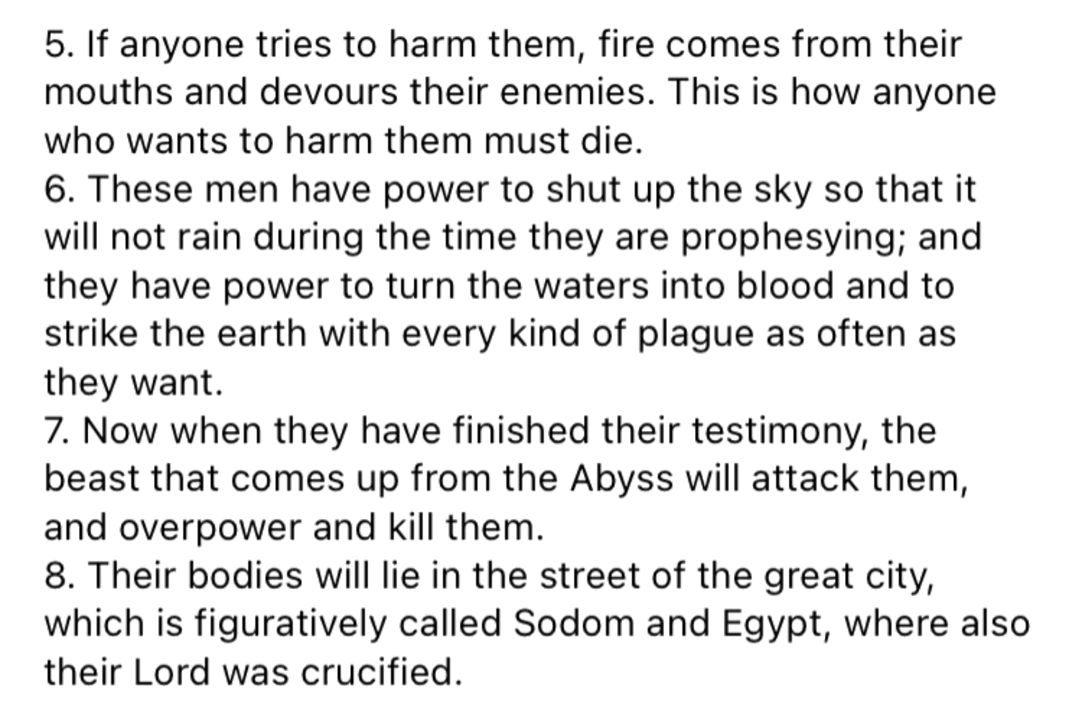 5. If anyone tries to harm them, fire comes from their
mouths and devours their enemies. This is how anyone
who wants to harm them must die.
6. These men have power to shut up the sky so that it
will not rain during the time they are prophesying; and
they have power to turn the waters into blood and to
strike the earth with every kind of plague as often as
they want.
7. Now when they have finished their testimony, the
beast that comes up from the Abyss will attack them,
and overpower and kill them.
8. Their bodies will lie in the street of the great city,
which is figuratively called Sodom and Egypt, where also
their Lord was crucified.